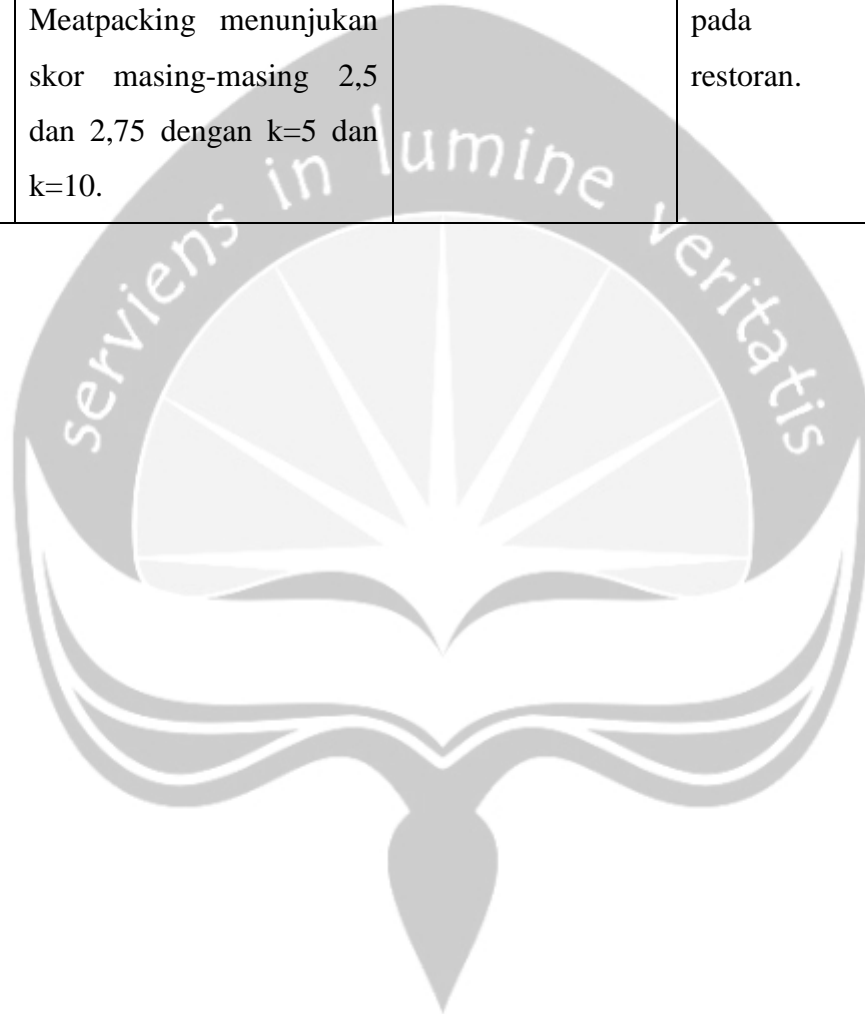 Meatpacking menunjukan
skor masing-masing 2,5
dan 2,75 dengan k=5 dan
k=10.
pada
restoran.
serviens in lumine veritatis